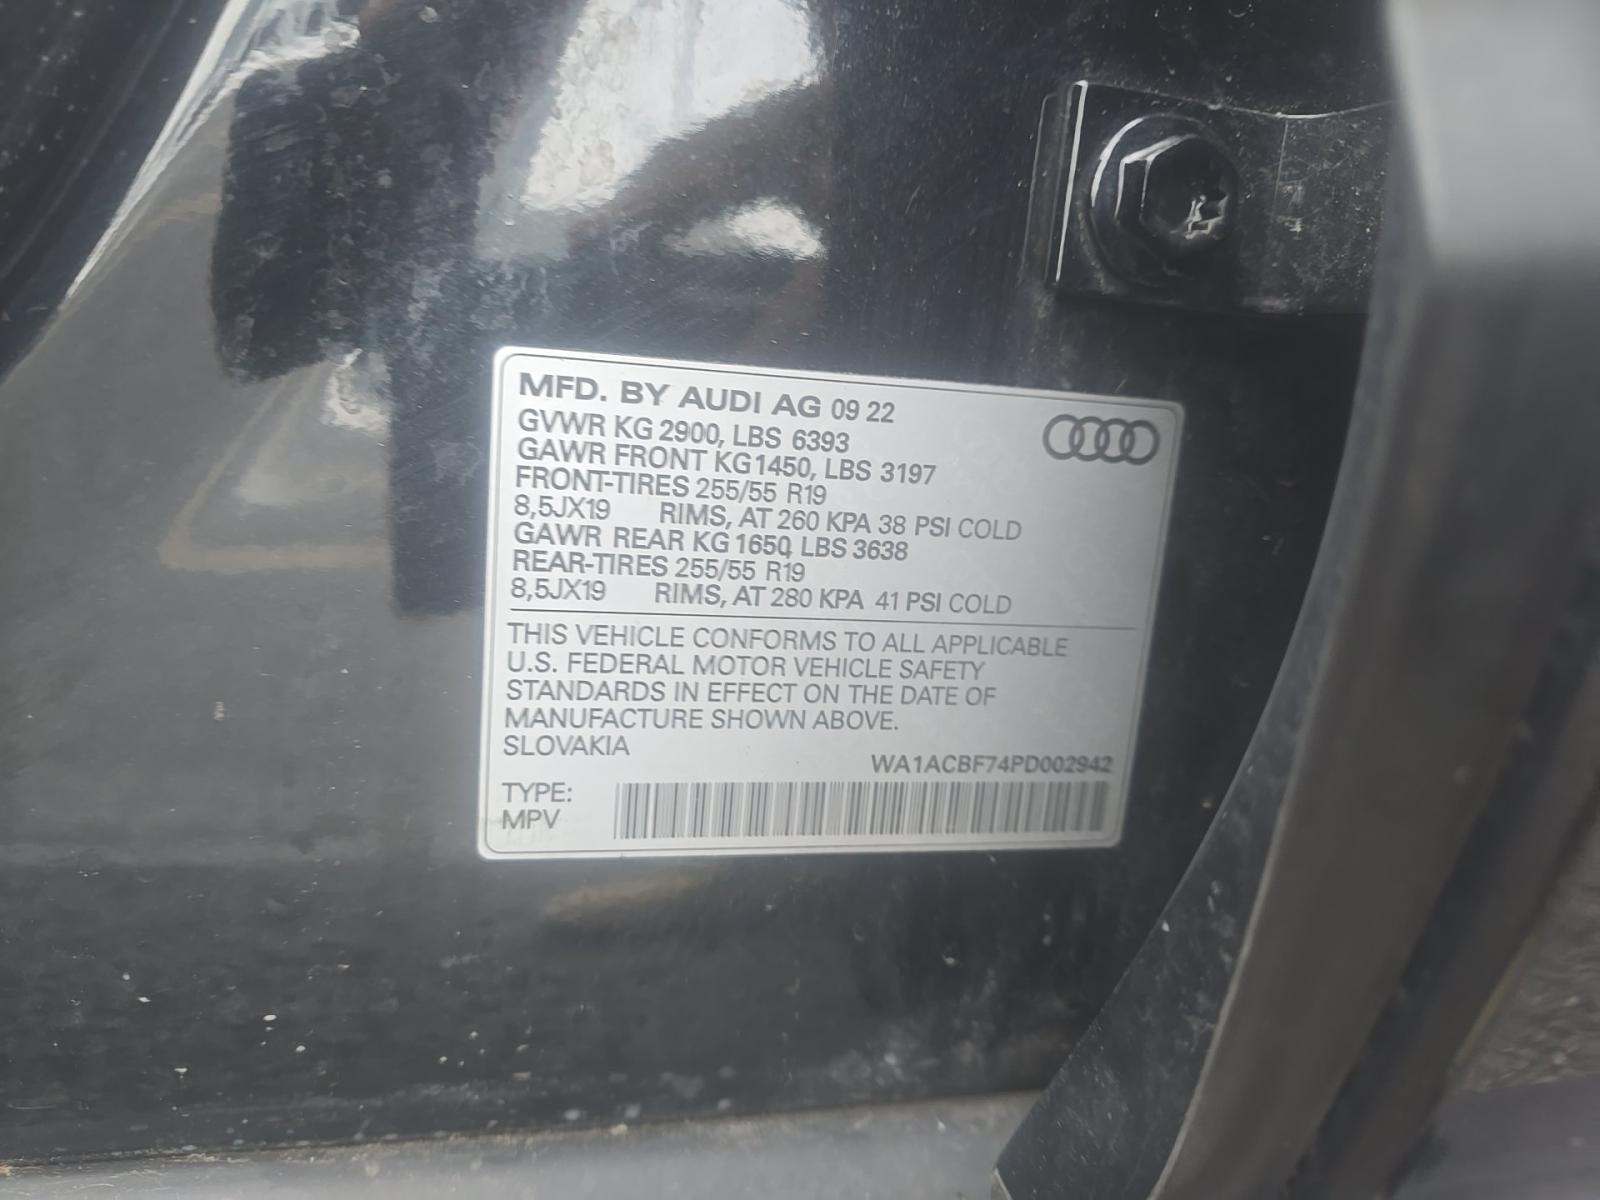 MFD. BY AUDI AG 09 22
GVWR KG 2900, LBS 6393
GAWR FRONT KG 1450, LBS 3197
FRONT-TIRES 255/55 R19
8,5JX19 RIMS, AT 260 KPA 38 PSI COLD
GAWR REAR KG 1650, LBS 3638
REAR-TIRES 255/55 R19
8,5JX19 RIMS, AT 280 KPA 41 PSI COLD
THIS VEHICLE CONFORMS TO ALL APPLICABLE
U.S. FEDERAL MOTOR VEHICLE SAFETY
STANDARDS IN EFFECT ON THE DATE OF
MANUFACTURE SHOWN ABOVE.
SLOVAKIA
WA1ACBF74PD002942
TYPE:
MPV